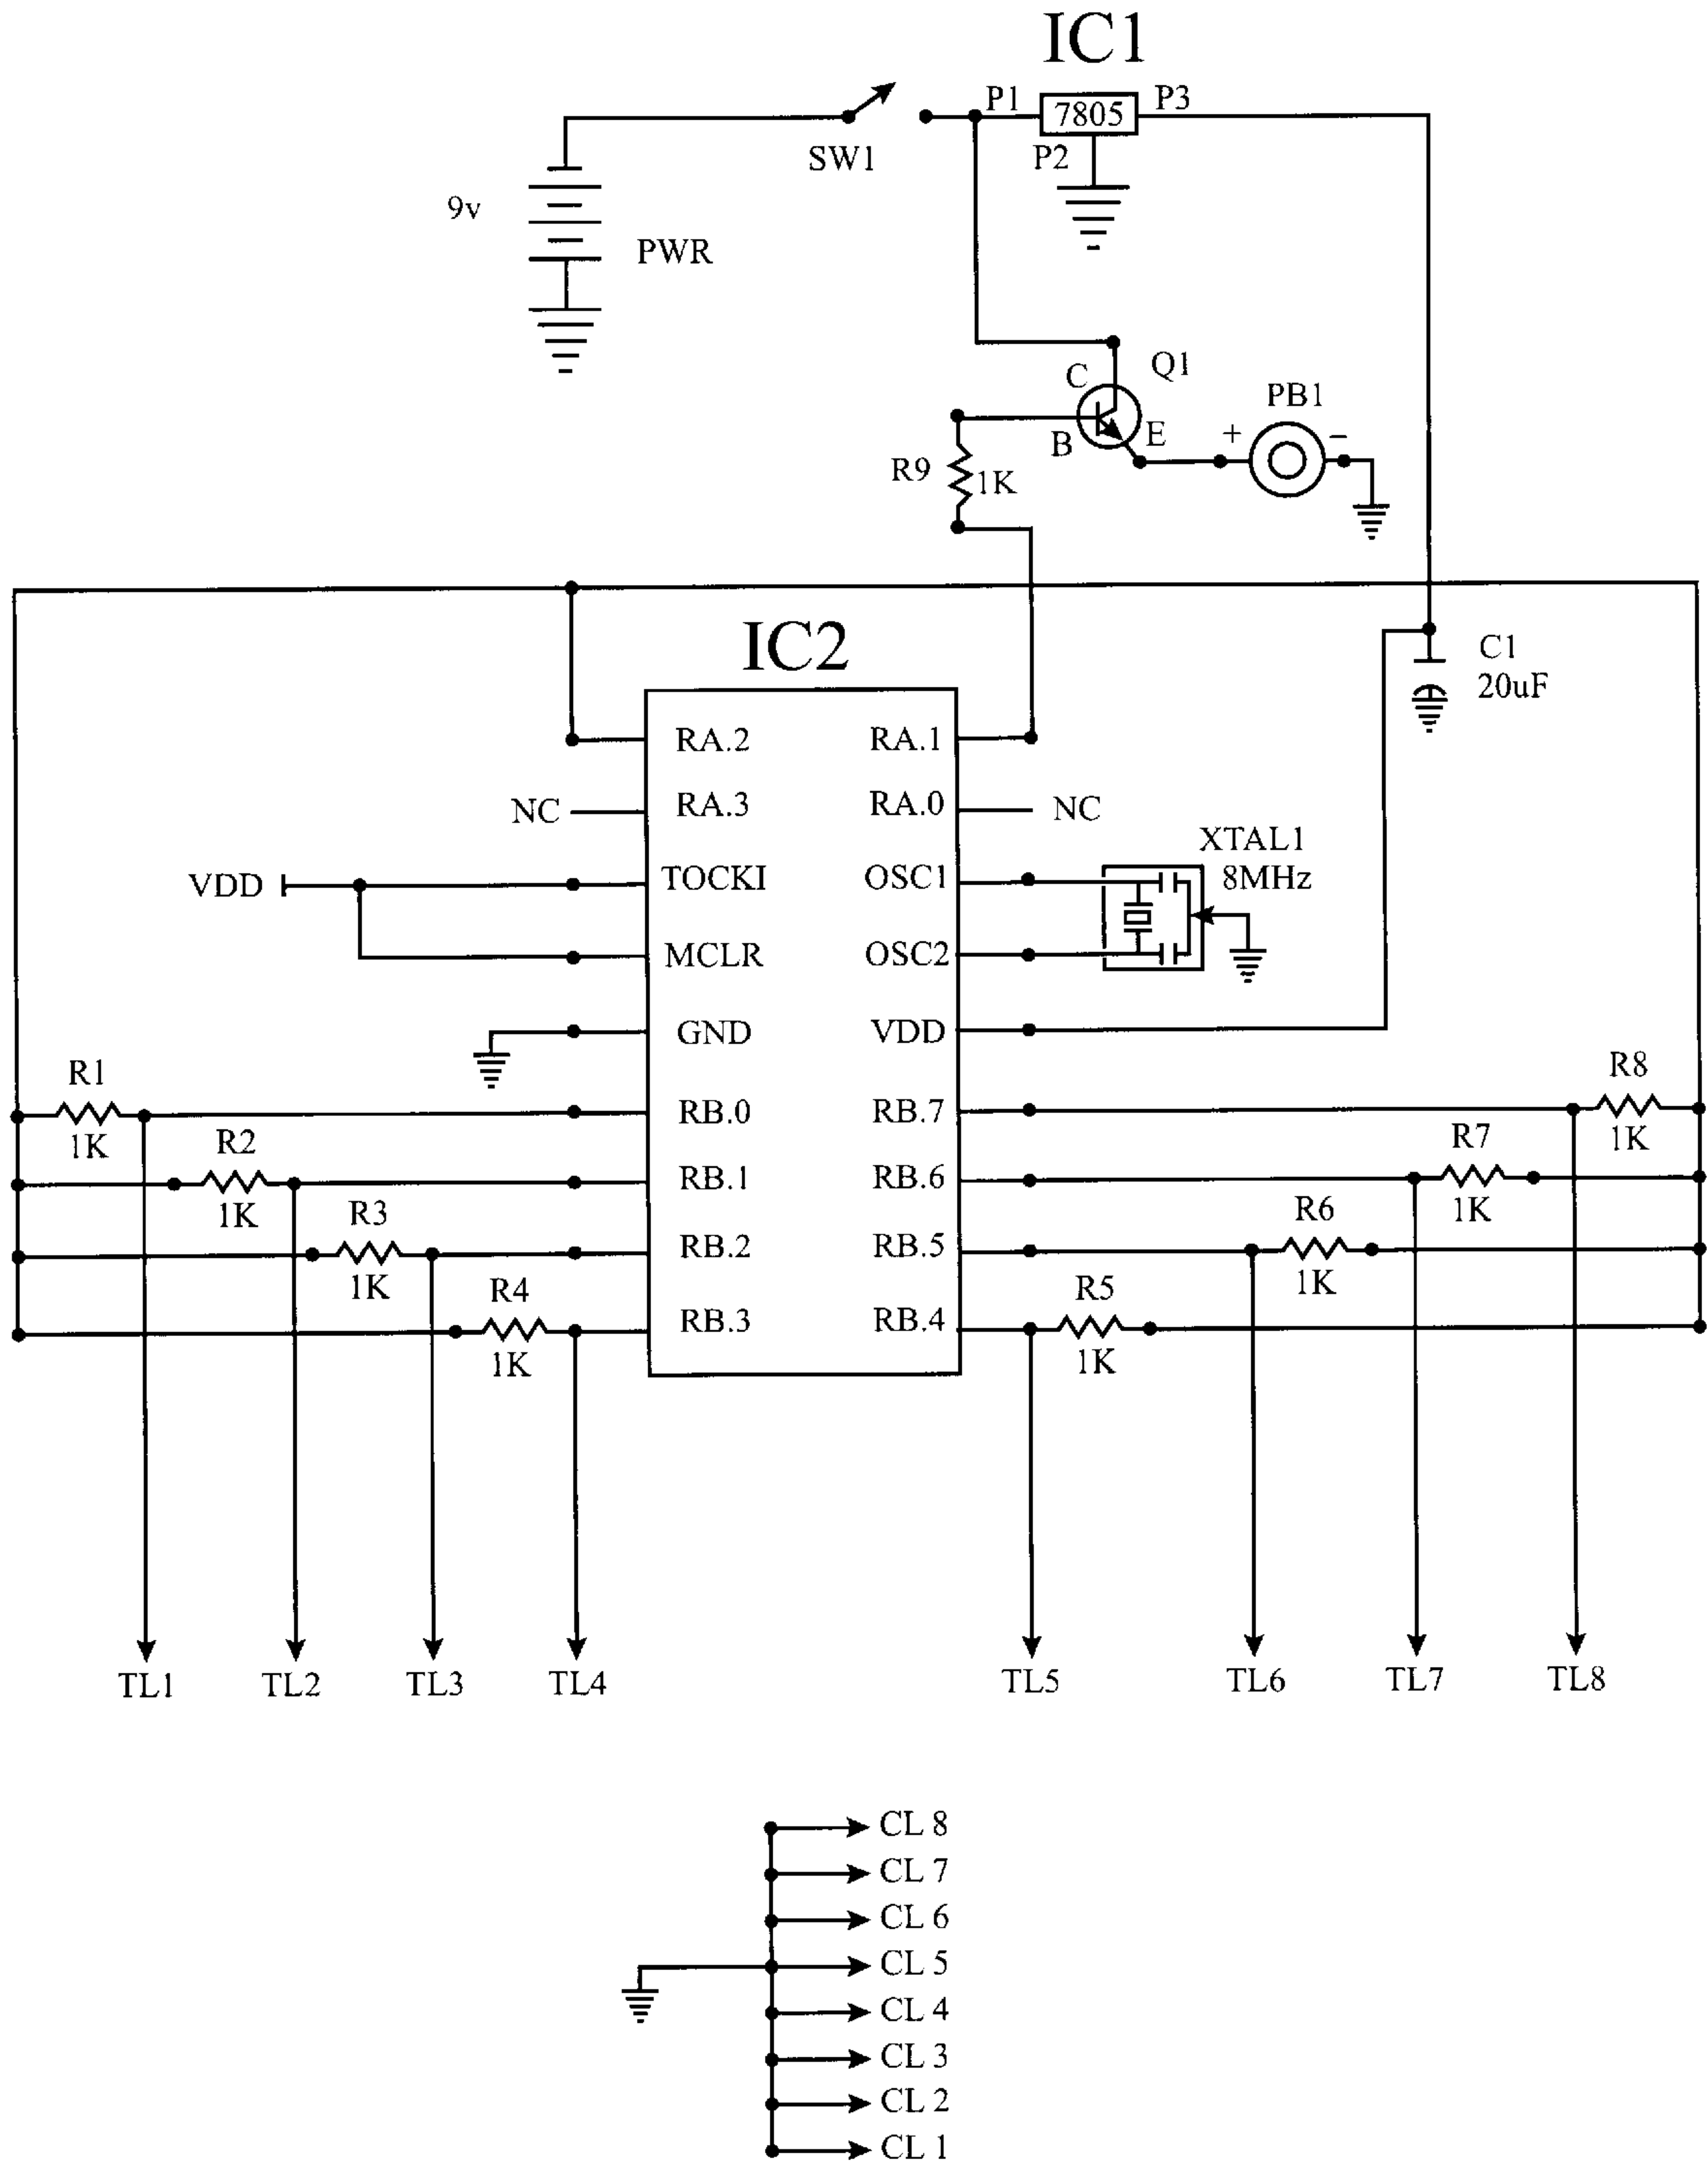 IC1
P1 7805 P3
SW1 P2
9v
PWR
C Q1
PB1
B E + –
R9 1K
IC2
C1
20uF
RA.2 RA.1
NC RA.3 RA.0 NC
XTAL1
8MHz
VDD TOCKI OSC1
MCLR OSC2
GND VDD
R1 R8
RB.0 RB.7
1K R2 R7 1K
RB.1 RB.6
1K R3 R6 1K
RB.2 RB.5
1K R4 R5 1K
RB.3 RB.4
1K 1K
TL1 TL2 TL3 TL4 TL5 TL6 TL7 TL8
CL 8
CL 7
CL 6
CL 5
CL 4
CL 3
CL 2
CL 1